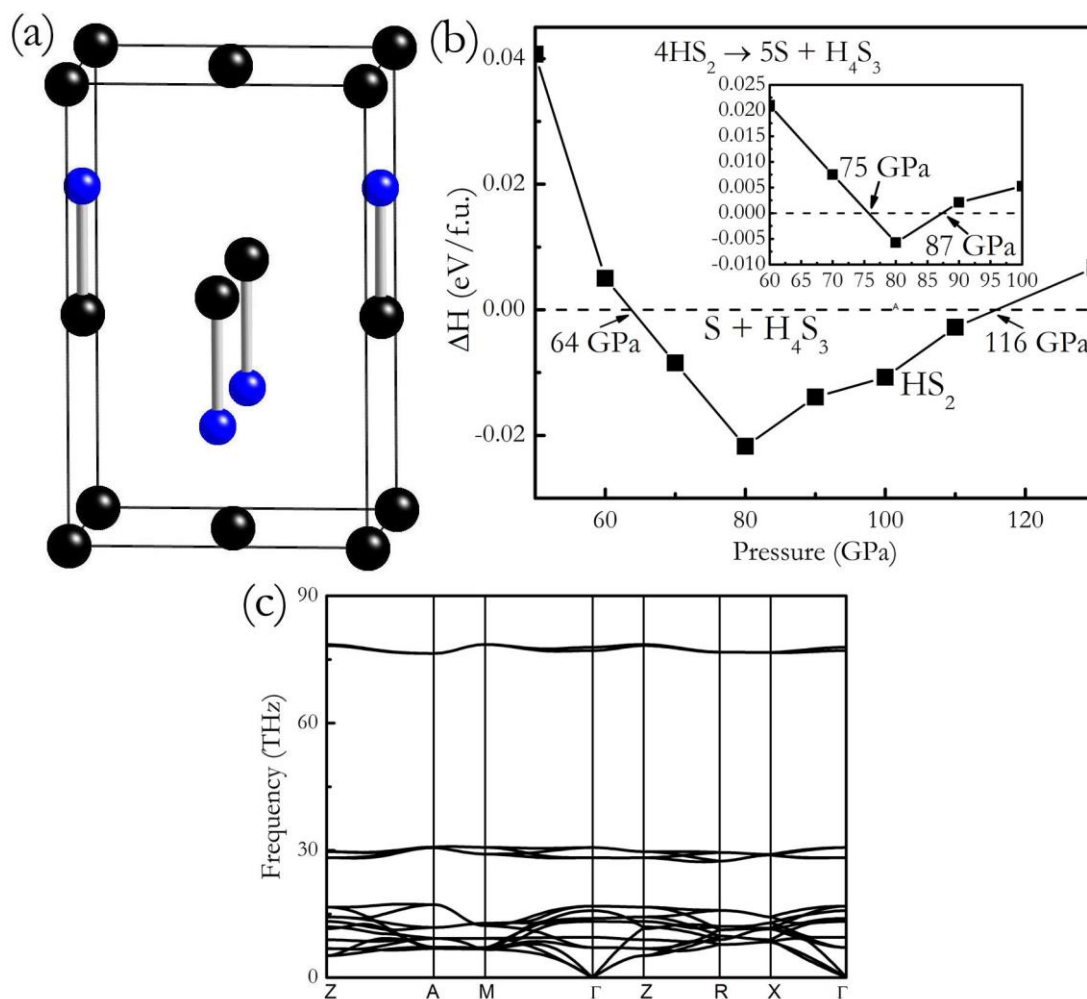 (a)
(b)
4HS₂ → 5S + H₄S₃
0.04
0.02
0.00
-0.02
ΔH (eV/f.u.)
0.025
0.020
0.015
0.010
0.005
0.000
-0.005
-0.010
75 GPa
87 GPa
60 65 70 75 80 85 90 95 100
A
S + H₄S₃
64 GPa
116 GPa
HS₂
60 80 100 120
Pressure (GPa)
(c)
90
60
30
0
Frequency (THz)
Z A M Γ Z R X Γ